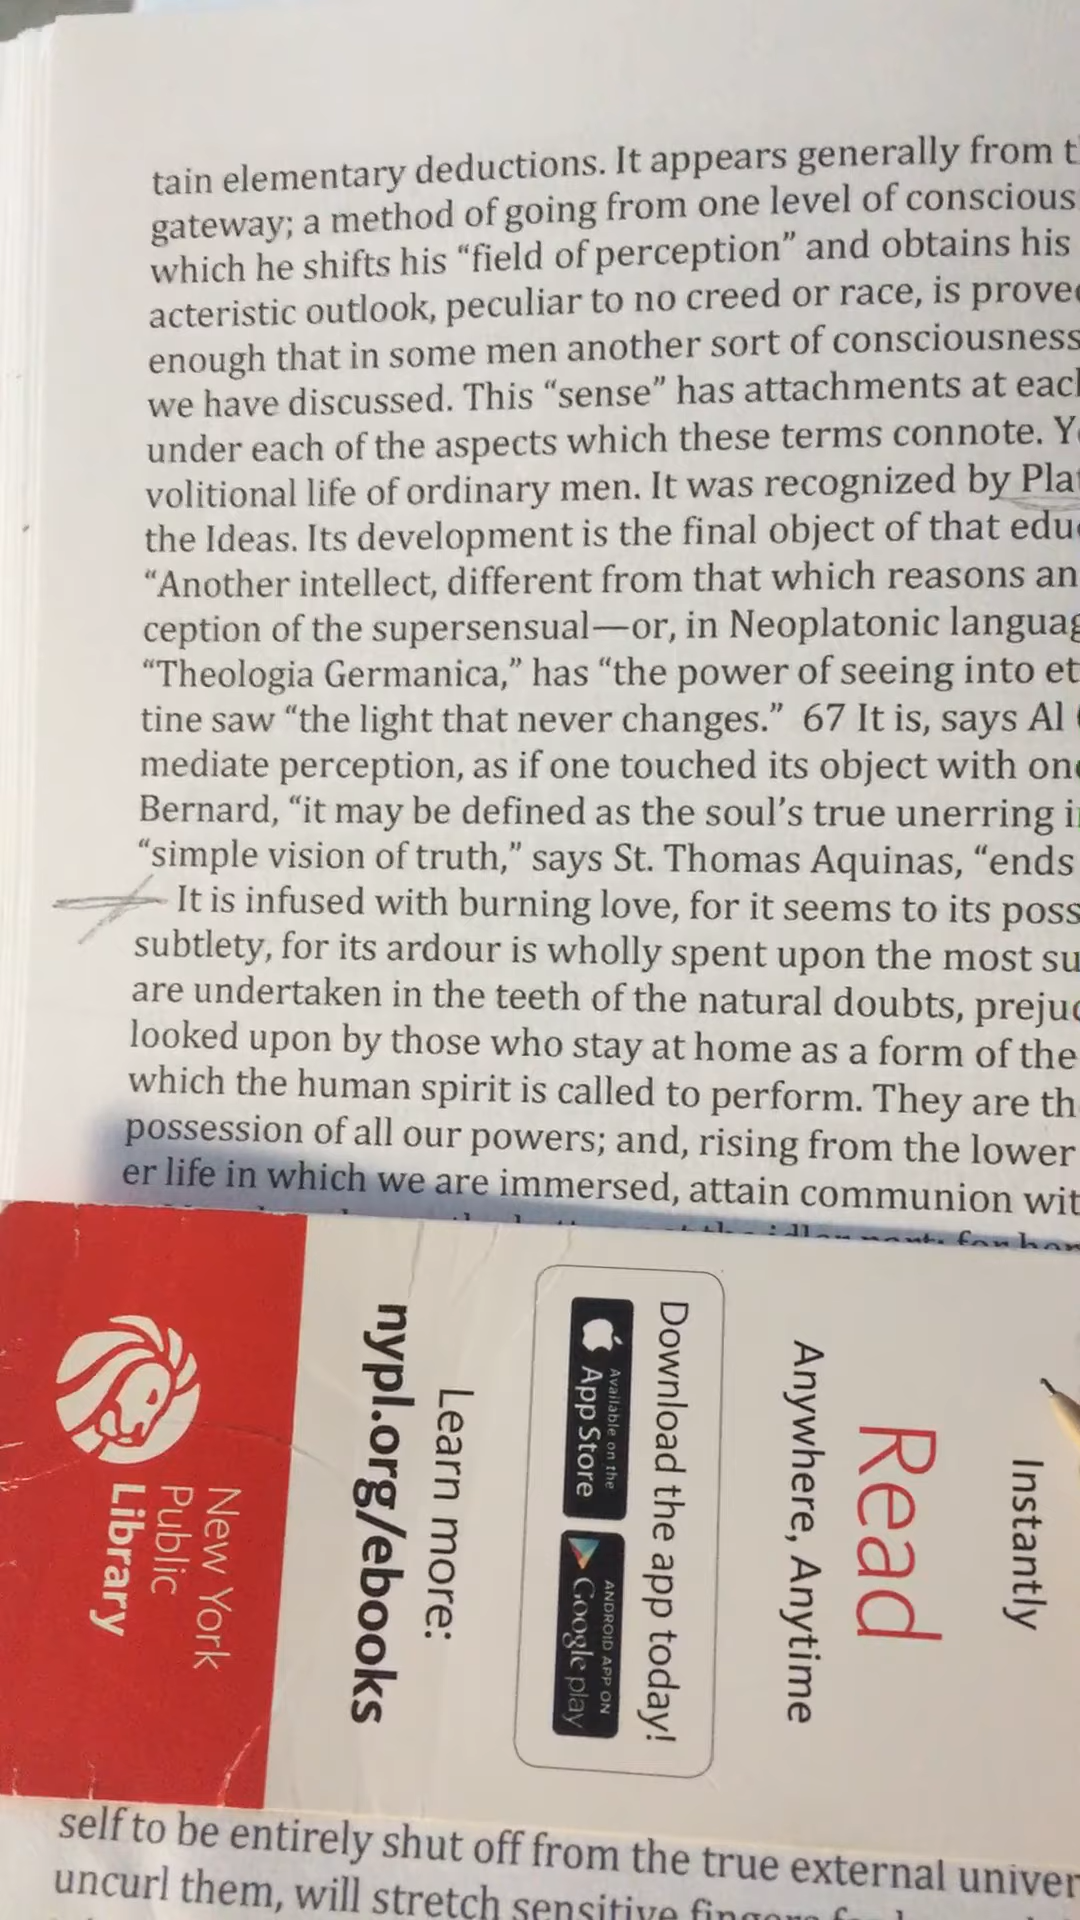 tain elementary deductions. It appears generally from t
gateway; a method of going from one level of conscious
which he shifts his “field of perception” and obtains his
acteristic outlook, peculiar to no creed or race, is prove
enough that in some men another sort of consciousness
we have discussed. This “sense” has attachments at eac
under each of the aspects which these terms connote. Y
volitional life of ordinary men. It was recognized by Pla
the Ideas. Its development is the final object of that edu
“Another intellect, different from that which reasons an
ception of the supersensual—or, in Neoplatonic languag
“Theologia Germanica,” has “the power of seeing into et
tine saw “the light that never changes.” 67 It is, says Al
mediate perception, as if one touched its object with on
Bernard, “it may be defined as the soul’s true unerring i
“simple vision of truth,” says St. Thomas Aquinas, “ends
It is infused with burning love, for it seems to its poss
subtlety, for its ardour is wholly spent upon the most su
are undertaken in the teeth of the natural doubts, preju
looked upon by those who stay at home as a form of the
which the human spirit is called to perform. They are th
possession of all our powers; and, rising from the lower
er life in which we are immersed, attain communion wit
Instantly
Read
Anywhere, Anytime
Download the app today!
Available on the
App Store
ANDROID APP ON
Google play
Learn more:
nypl.org/ebooks
New York
Public
Library
self to be entirely shut off from the true external univer
uncurl them, will stretch sensitive